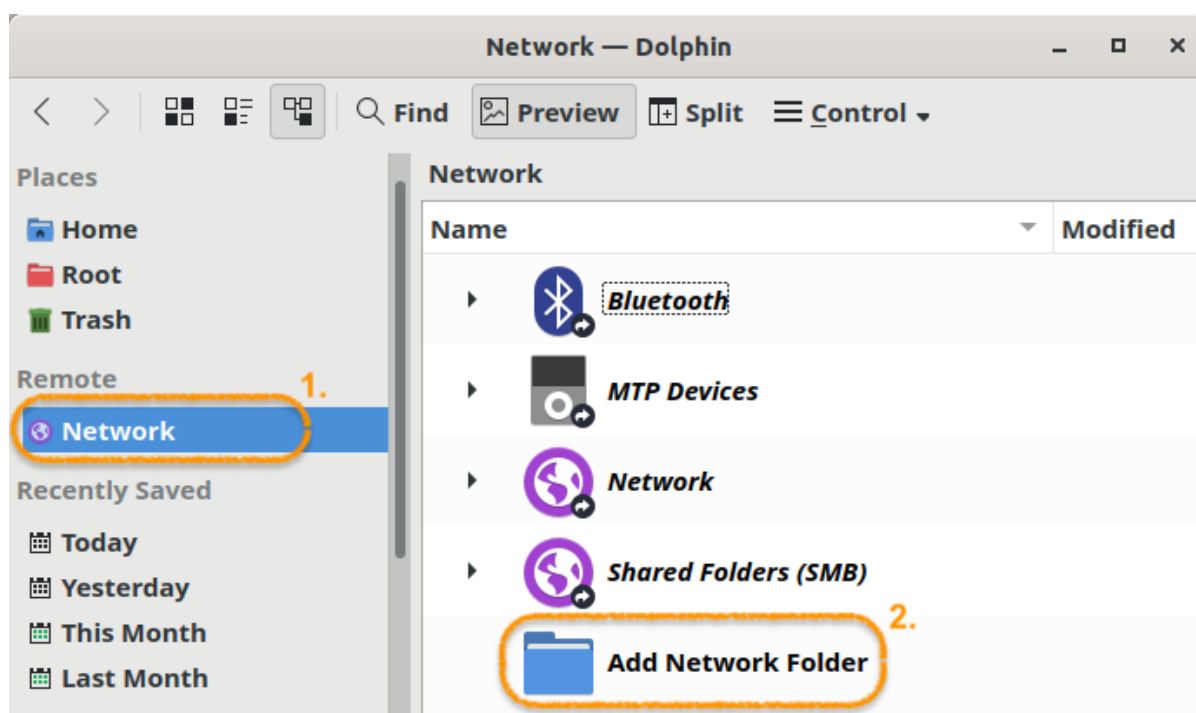 Network — Dolphin
Find Preview Split Control
Places
Home
Root
Trash
Remote
1.
Network
Recently Saved
Today
Yesterday
This Month
Last Month
Network
Name Modified
Bluetooth
MTP Devices
Network
Shared Folders (SMB)
2.
Add Network Folder